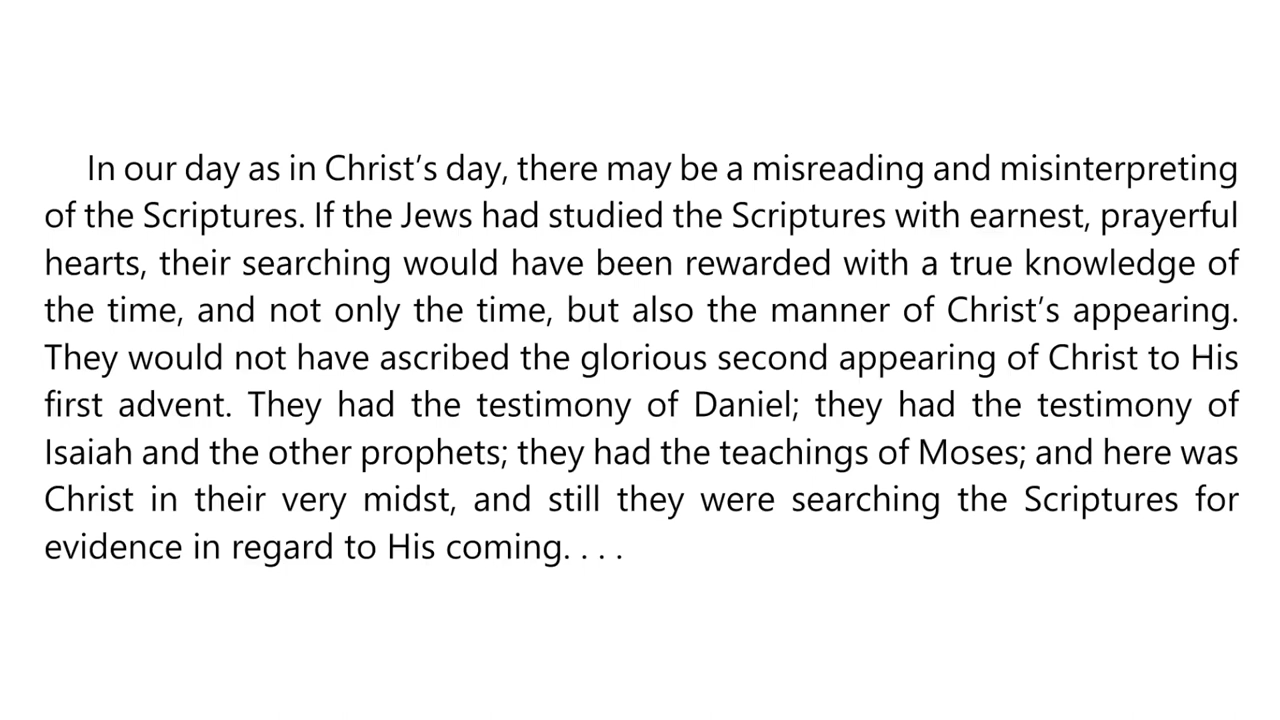 In our day as in Christ’s day, there may be a misreading and misinterpreting
of the Scriptures. If the Jews had studied the Scriptures with earnest, prayerful
hearts, their searching would have been rewarded with a true knowledge of
the time, and not only the time, but also the manner of Christ’s appearing.
They would not have ascribed the glorious second appearing of Christ to His
first advent. They had the testimony of Daniel; they had the testimony of
Isaiah and the other prophets; they had the teachings of Moses; and here was
Christ in their very midst, and still they were searching the Scriptures for
evidence in regard to His coming. . . .